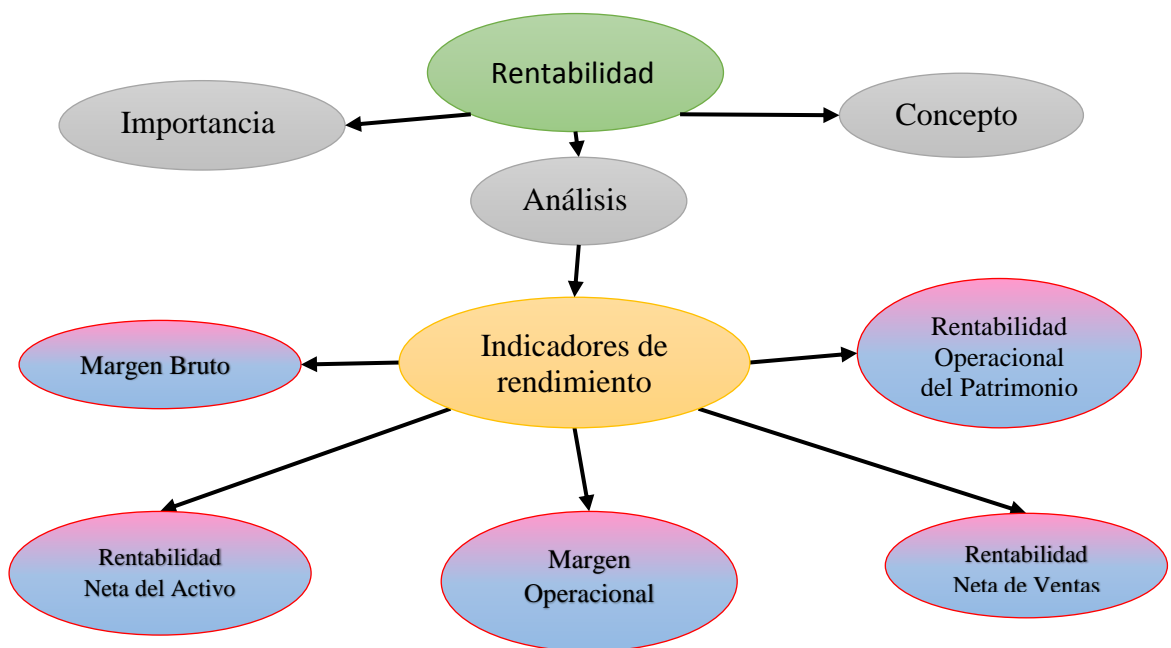 Rentabilidad
Importancia
Concepto
Análisis
Indicadores de
rendimiento
Margen Bruto
Rentabilidad
Operacional
del Patrimonio
Rentabilidad
Neta del Activo
Margen
Operacional
Rentabilidad
Neta de Ventas